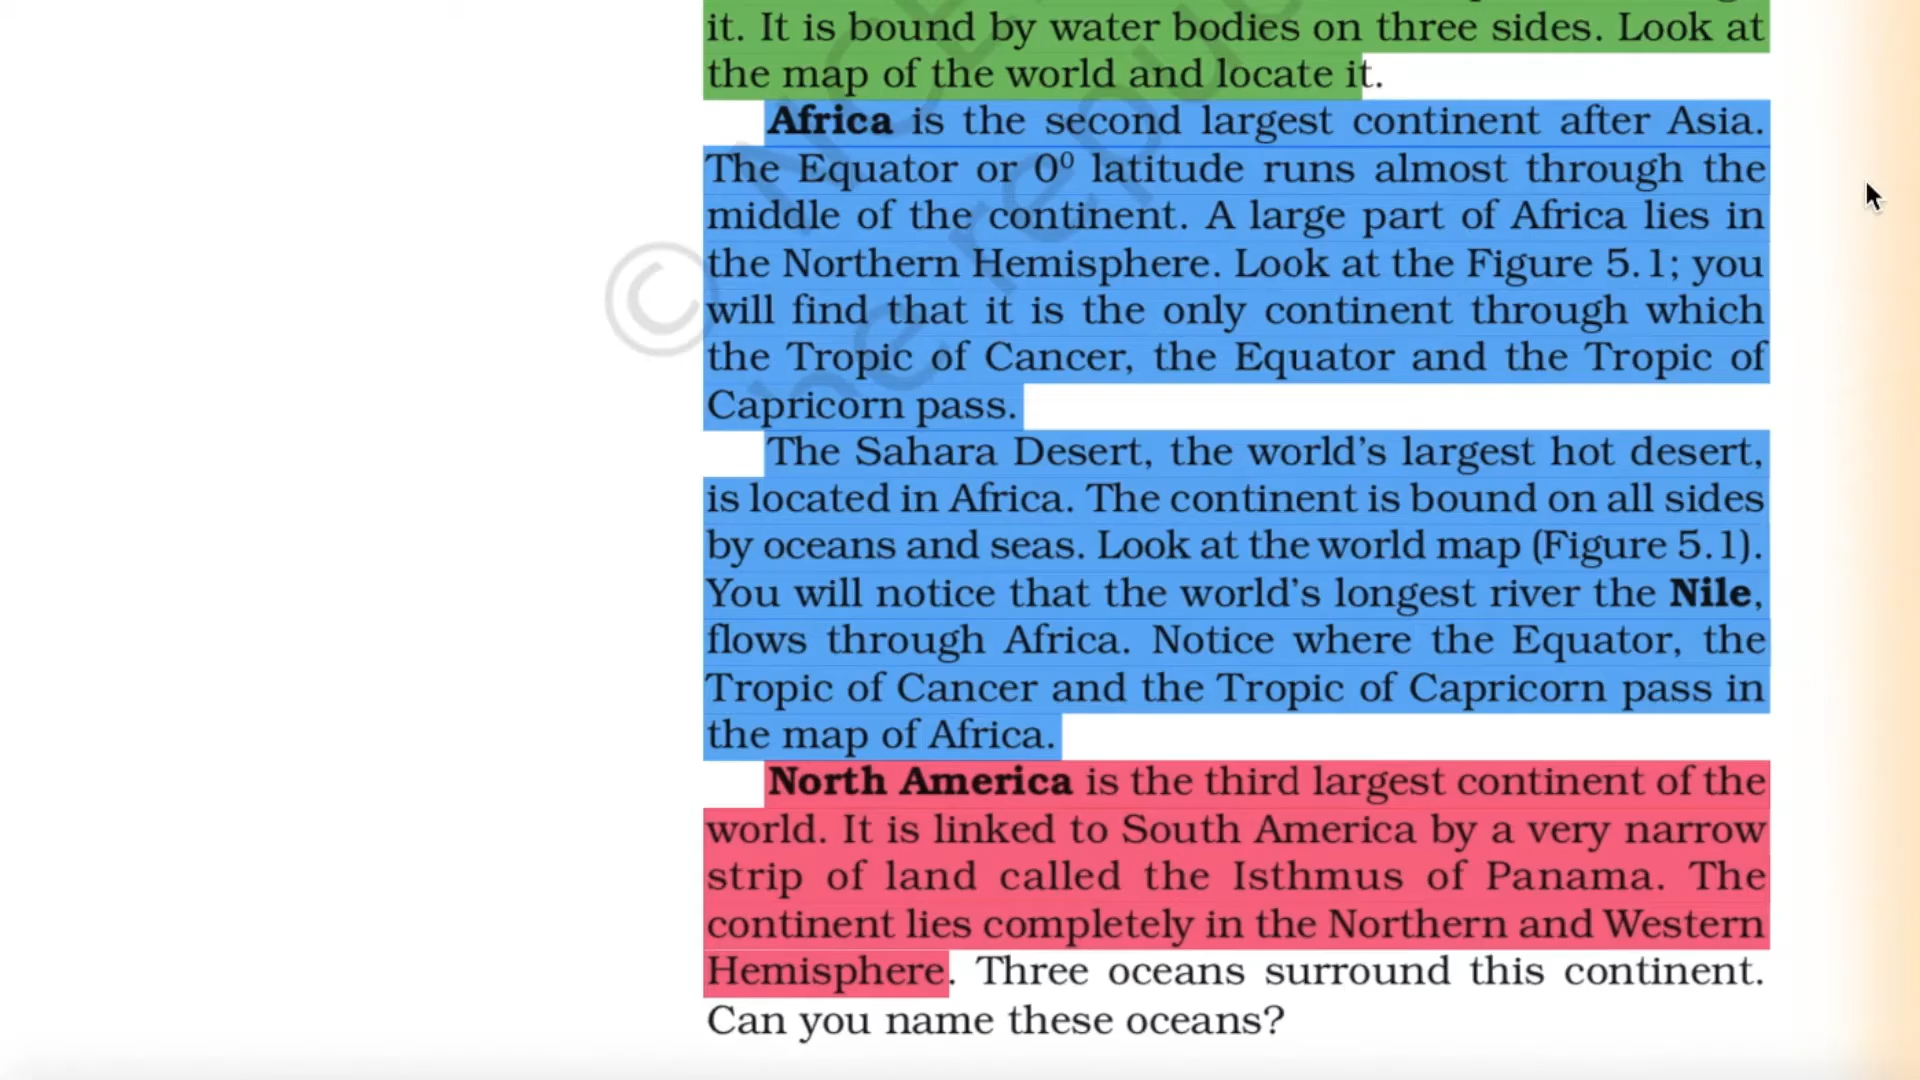 it. It is bound by water bodies on three sides. Look at
the map of the world and locate it.
Africa is the second largest continent after Asia.
The Equator or 0⁰ latitude runs almost through the
middle of the continent. A large part of Africa lies in
the Northern Hemisphere. Look at the Figure 5.1; you
will find that it is the only continent through which
the Tropic of Cancer, the Equator and the Tropic of
Capricorn pass.
The Sahara Desert, the world’s largest hot desert,
is located in Africa. The continent is bound on all sides
by oceans and seas. Look at the world map (Figure 5.1).
You will notice that the world’s longest river the Nile,
flows through Africa. Notice where the Equator, the
Tropic of Cancer and the Tropic of Capricorn pass in
the map of Africa.
North America is the third largest continent of the
world. It is linked to South America by a very narrow
strip of land called the Isthmus of Panama. The
continent lies completely in the Northern and Western
Hemisphere. Three oceans surround this continent.
Can you name these oceans?